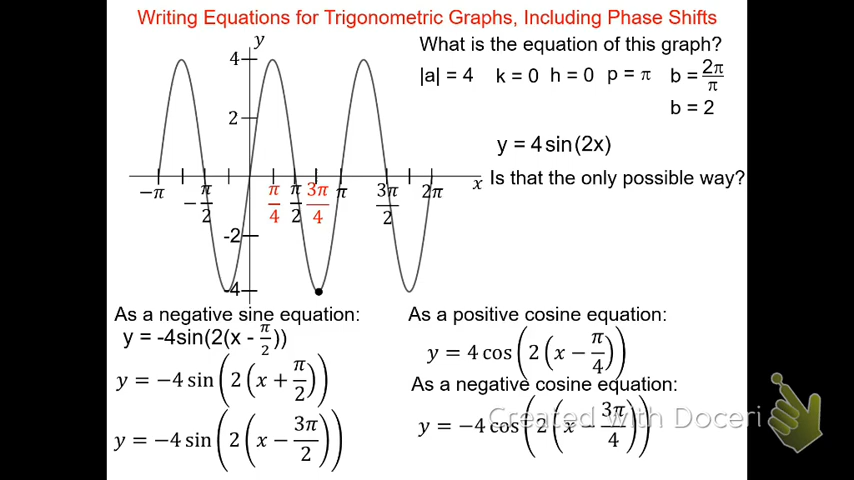 Writing Equations for Trigonometric Graphs, Including Phase Shifts
y
4
2
-2
-4
x
−π
−π/2
π/4
π/2
3π/4
π
3π/2
2π
What is the equation of this graph?
|a| = 4 k = 0 h = 0 p = π b = 2π/π
b = 2
y = 4sin(2x)
Is that the only possible way?
As a negative sine equation:
y = -4sin(2(x - π/2))
y = −4 sin(2(x + π/2))
y = −4 sin(2(x − 3π/2))
As a positive cosine equation:
y = 4 cos(2(x − π/4))
As a negative cosine equation:
y = −4 cos(2(x − 3π/4))
Created with Doceri